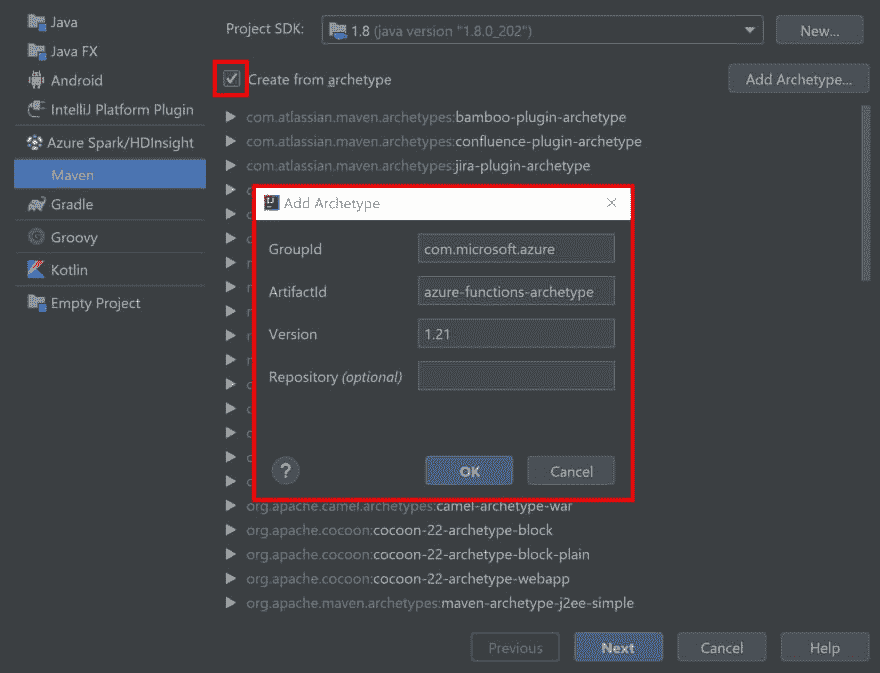 Java
Java FX
Android
IntelliJ Platform Plugin
Azure Spark/HDInsight
Maven
Gradle
Groovy
Kotlin
Empty Project
Project SDK: 1.8 (java version "1.8.0_202") New...
Create from archetype Add Archetype...
com.atlassian.maven.archetypes:bamboo-plugin-archetype
com.atlassian.maven.archetypes:confluence-plugin-archetype
com.atlassian.maven.archetypes:jira-plugin-archetype
Add Archetype
GroupId com.microsoft.azure
ArtifactId azure-functions-archetype
Version 1.21
Repository (optional)
? OK Cancel
org.apache.camel.archetypes:camel-archetype-war
org.apache.cocoon:cocoon-22-archetype-block
org.apache.cocoon:cocoon-22-archetype-block-plain
org.apache.cocoon:cocoon-22-archetype-webapp
org.apache.maven.archetypes:maven-archetype-j2ee-simple
Previous Next Cancel Help